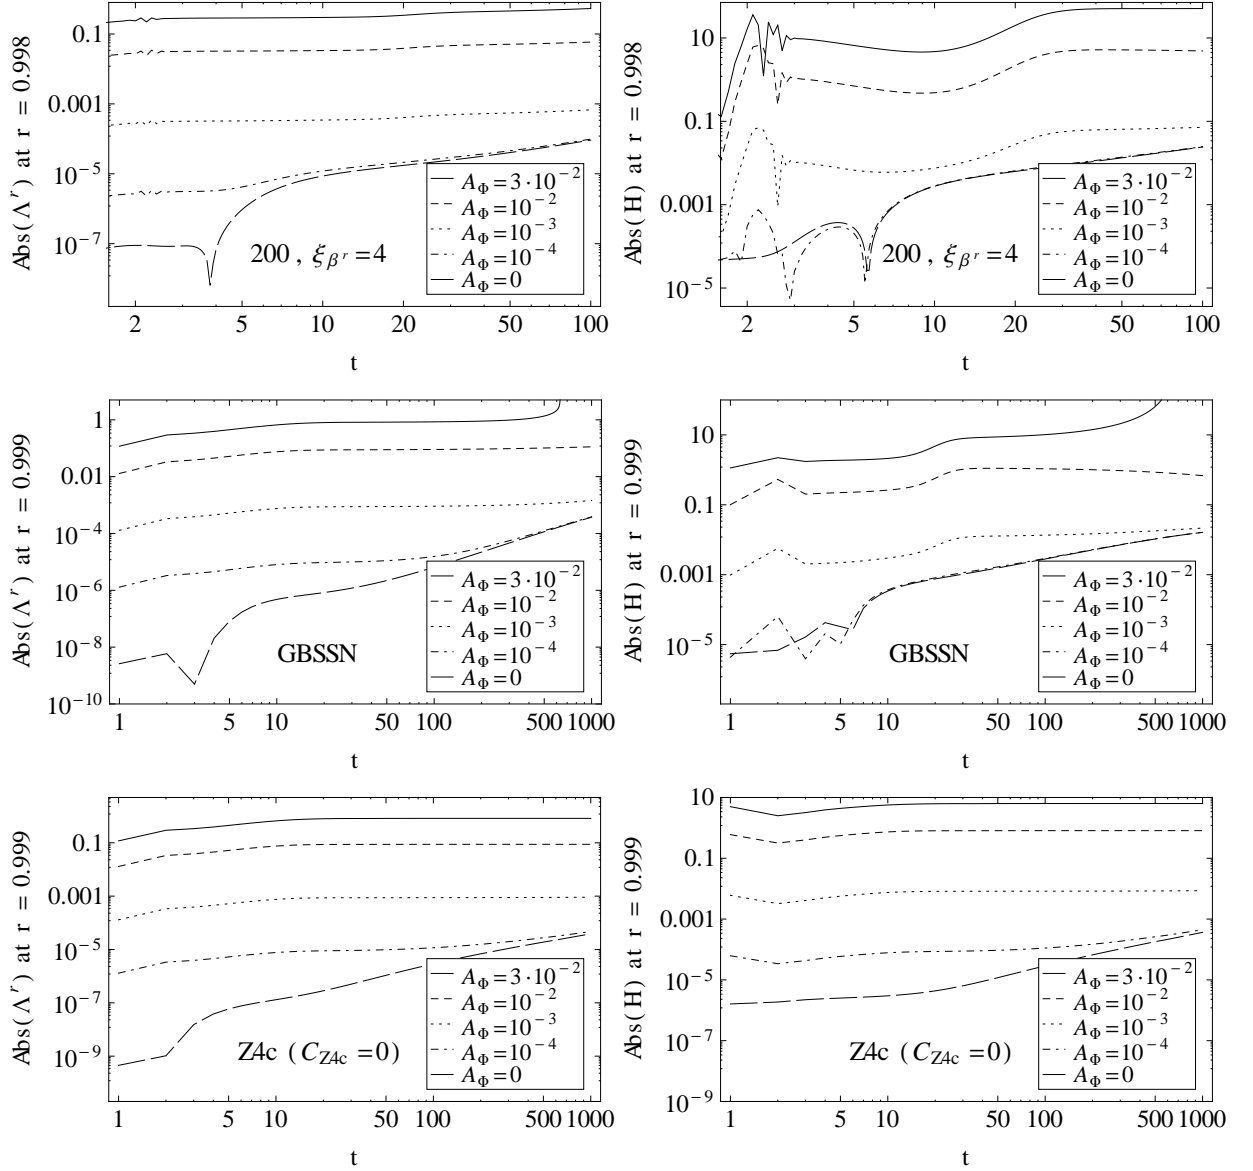 Abs(Λ^r) at r = 0.998
0.1
0.001
10^-5
10^-7
A_Φ=3·10^-2
A_Φ=10^-2
A_Φ=10^-3
A_Φ=10^-4
A_Φ=0
200 , ξ_β^r=4
2 5 10 20 50 100
t
Abs(H) at r = 0.998
10
0.1
0.001
10^-5
A_Φ=3·10^-2
A_Φ=10^-2
A_Φ=10^-3
A_Φ=10^-4
A_Φ=0
200 , ξ_β^r=4
2 5 10 20 50 100
t
Abs(Λ^r) at r = 0.999
1
0.01
10^-4
10^-6
10^-8
10^-10
A_Φ=3·10^-2
A_Φ=10^-2
A_Φ=10^-3
A_Φ=10^-4
A_Φ=0
GBSSN
1 5 10 50 100 500 1000
t
Abs(H) at r = 0.999
10
0.1
0.001
10^-5
A_Φ=3·10^-2
A_Φ=10^-2
A_Φ=10^-3
A_Φ=10^-4
A_Φ=0
GBSSN
1 5 10 50 100 500 1000
t
Abs(Λ^r) at r = 0.999
0.1
0.001
10^-5
10^-7
10^-9
A_Φ=3·10^-2
A_Φ=10^-2
A_Φ=10^-3
A_Φ=10^-4
A_Φ=0
Z4c (C_Z4c=0)
1 5 10 50 100 500 1000
t
Abs(H) at r = 0.999
10
0.1
0.001
10^-5
10^-7
10^-9
A_Φ=3·10^-2
A_Φ=10^-2
A_Φ=10^-3
A_Φ=10^-4
A_Φ=0
Z4c (C_Z4c=0)
1 5 10 50 100 500 1000
t